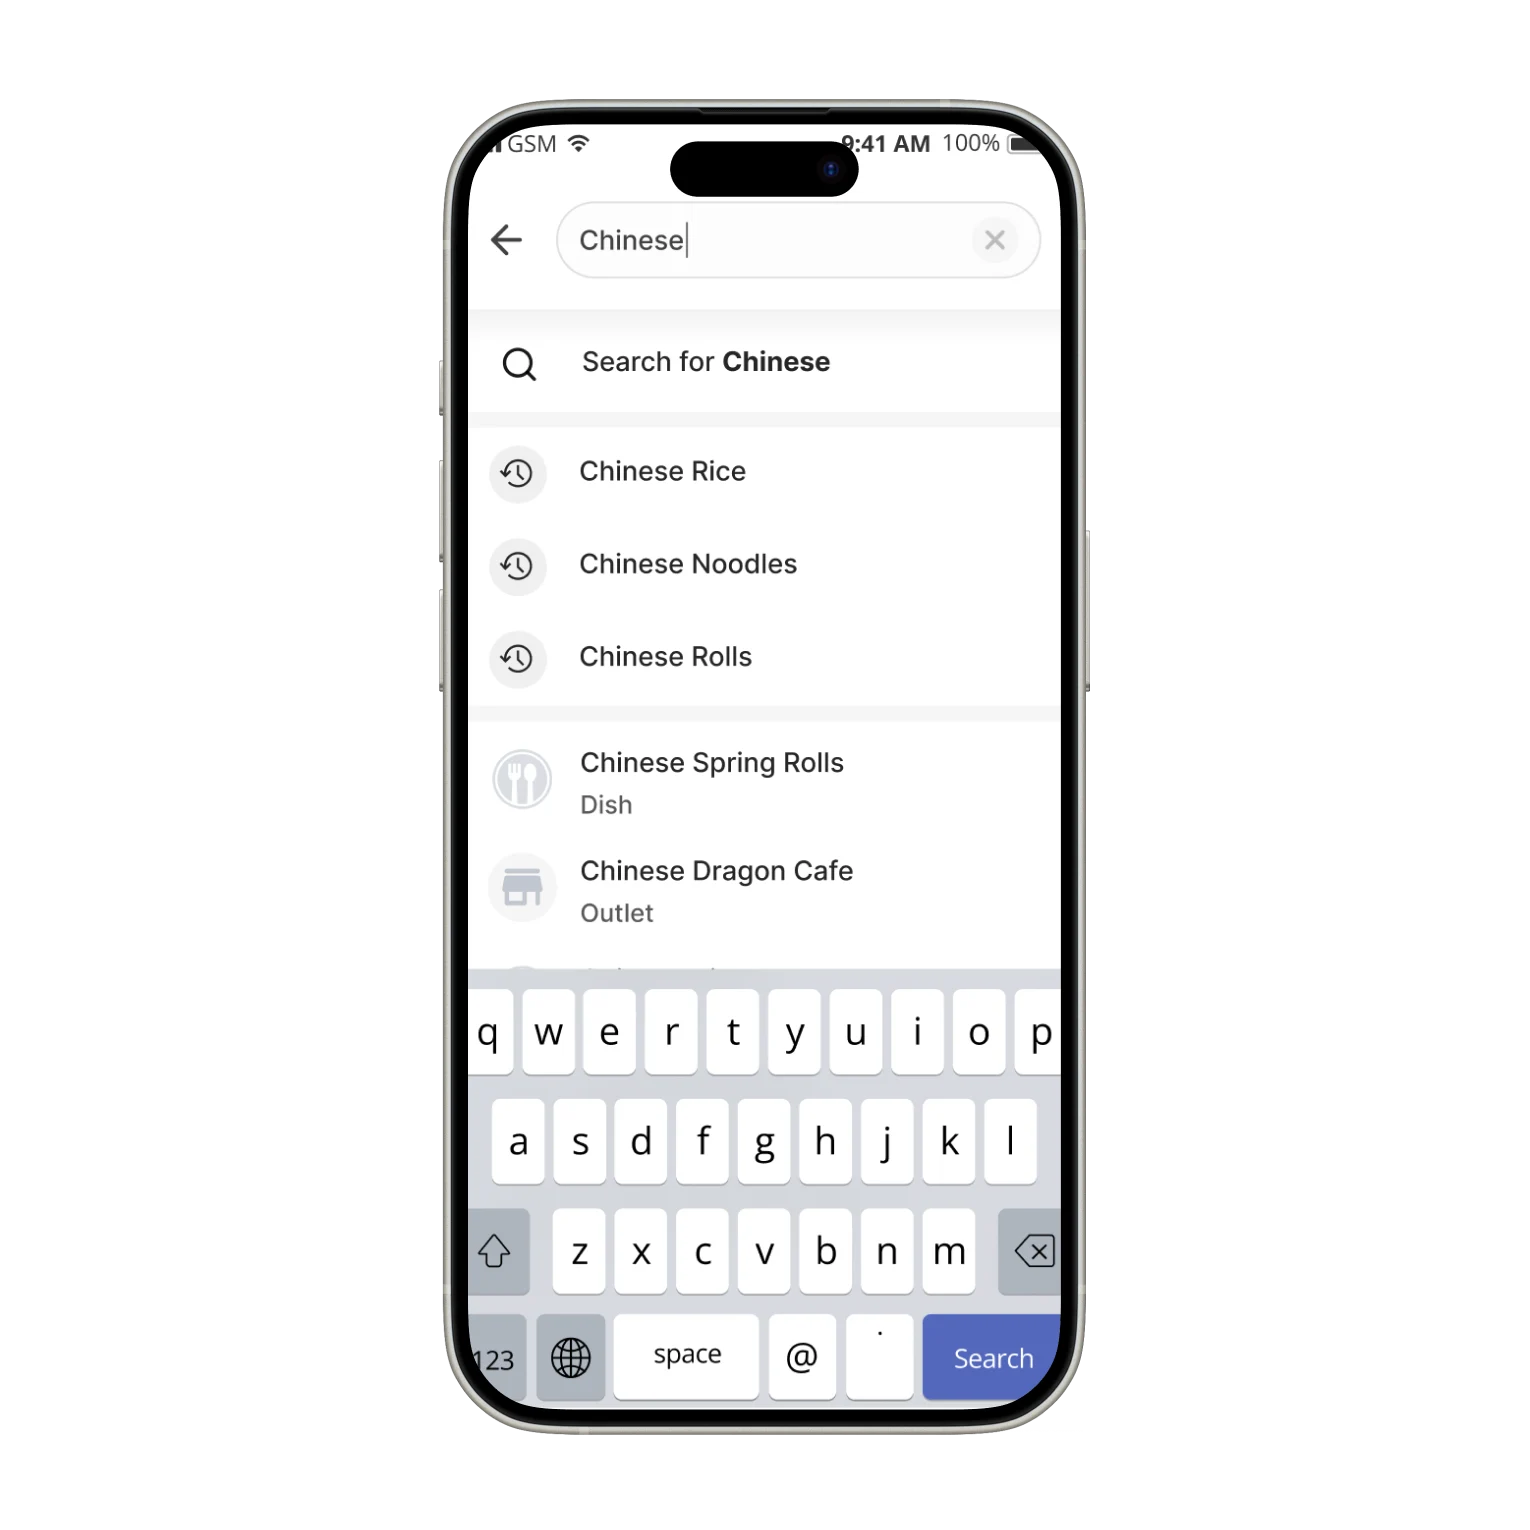 GSM 9:41 AM 100%
Chinese
Search for Chinese
Chinese Rice
Chinese Noodles
Chinese Rolls
Chinese Spring Rolls
Dish
Chinese Dragon Cafe
Outlet
q w e r t y u i o p
a s d f g h j k l
z x c v b n m
123 space @ . Search